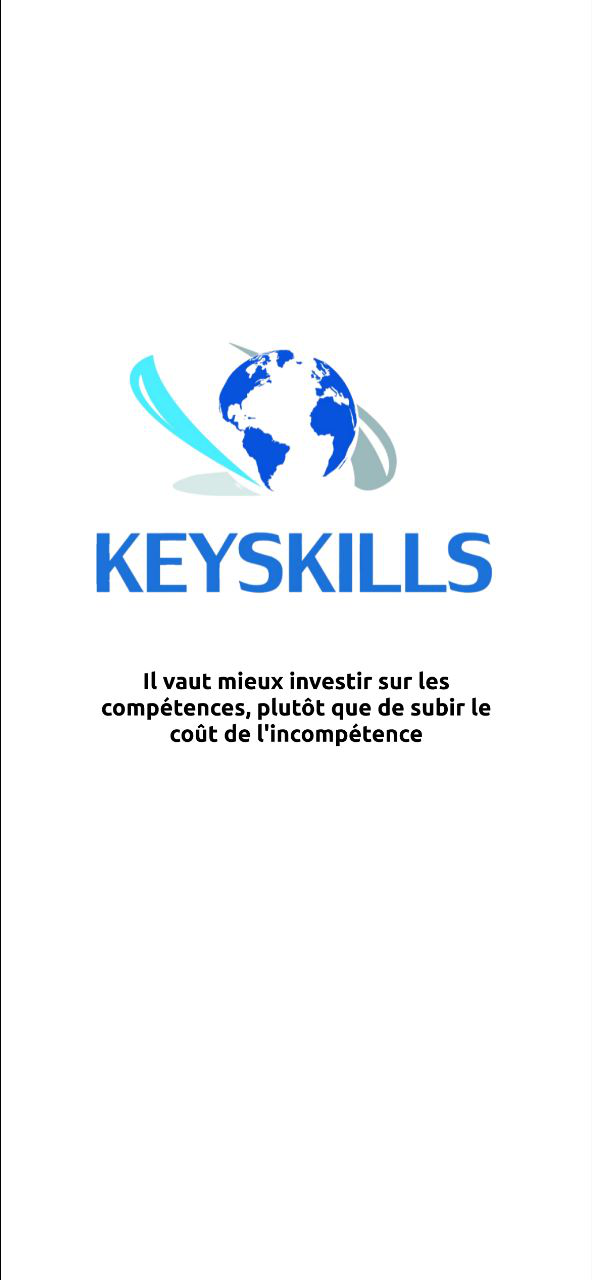 KEYSKILLS
Il vaut mieux investir sur les
compétences, plutôt que de subir le
coût de l'incompétence